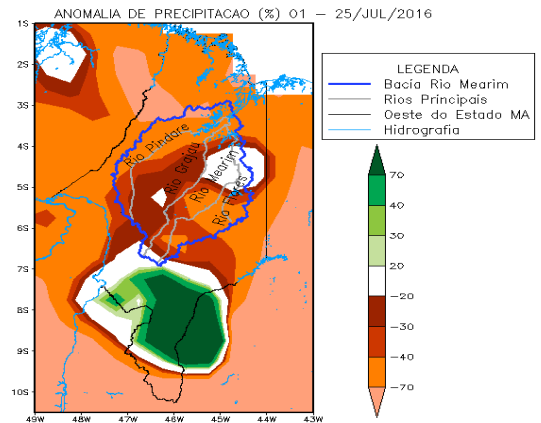 ANOMALIA DE PRECIPITACAO (%) 01 – 25/JUL/2016
1S
2S
3S
4S
5S
6S
7S
8S
9S
10S
49W
48W
47W
46W
45W
44W
43W
Rio Pindare
Rio Grajau
Rio Mearim
Rio Flores
LEGENDA
Bacia Rio Mearim
Rios Principais
Oeste do Estado MA
Hidrografia
70
40
30
20
−20
−30
−40
−70